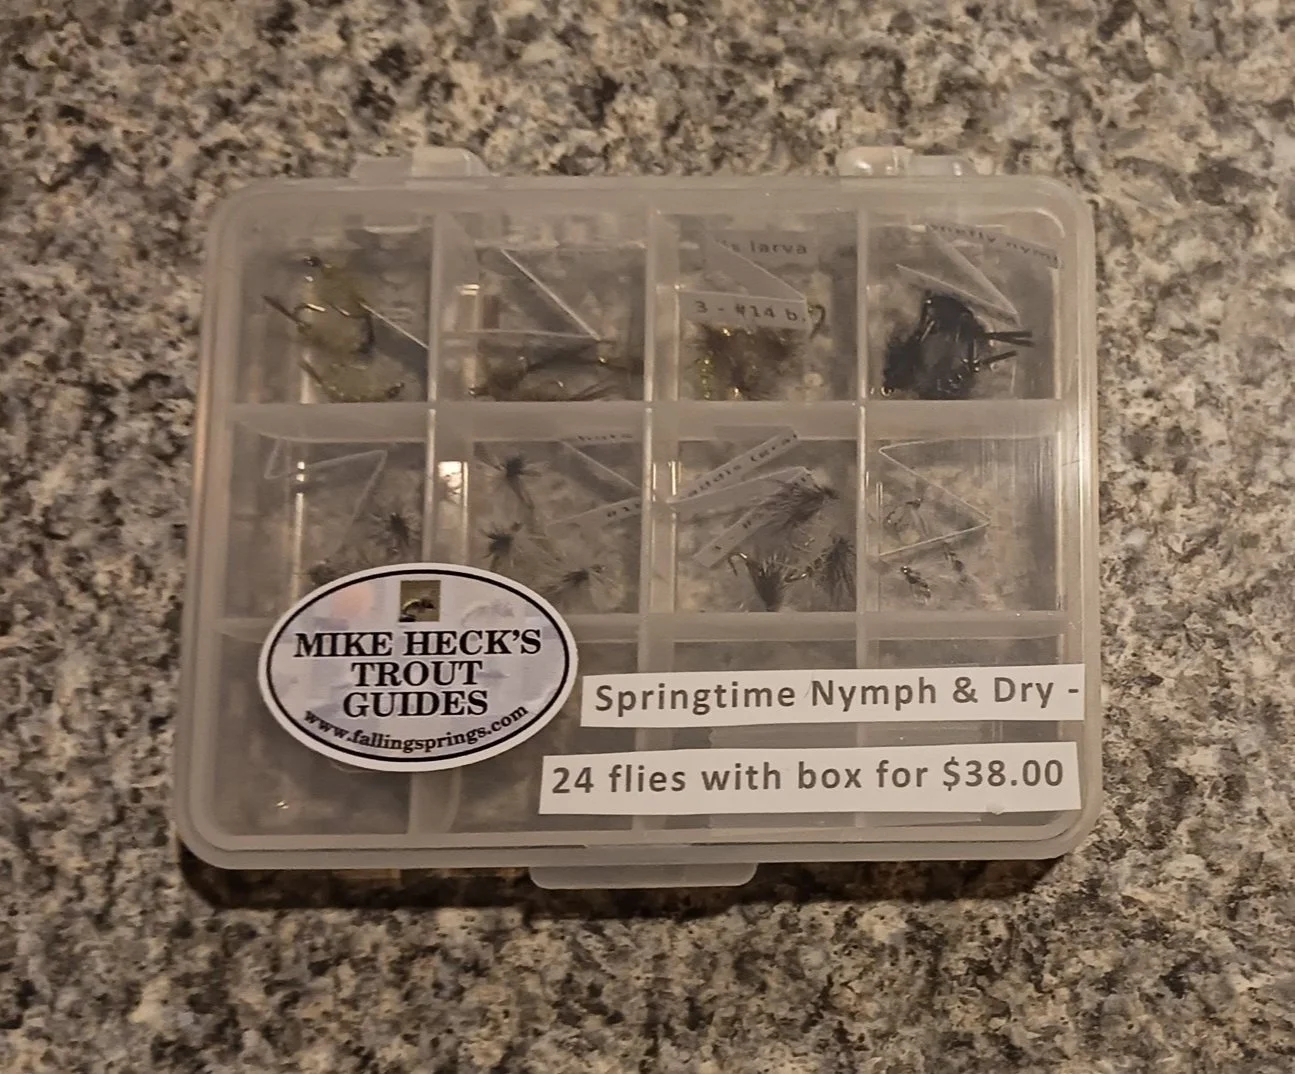 larva
3 - #14 b.
MIKE HECK'S
TROUT
GUIDES
www.fallingsprings.com
Springtime Nymph & Dry -
24 flies with box for $38.00